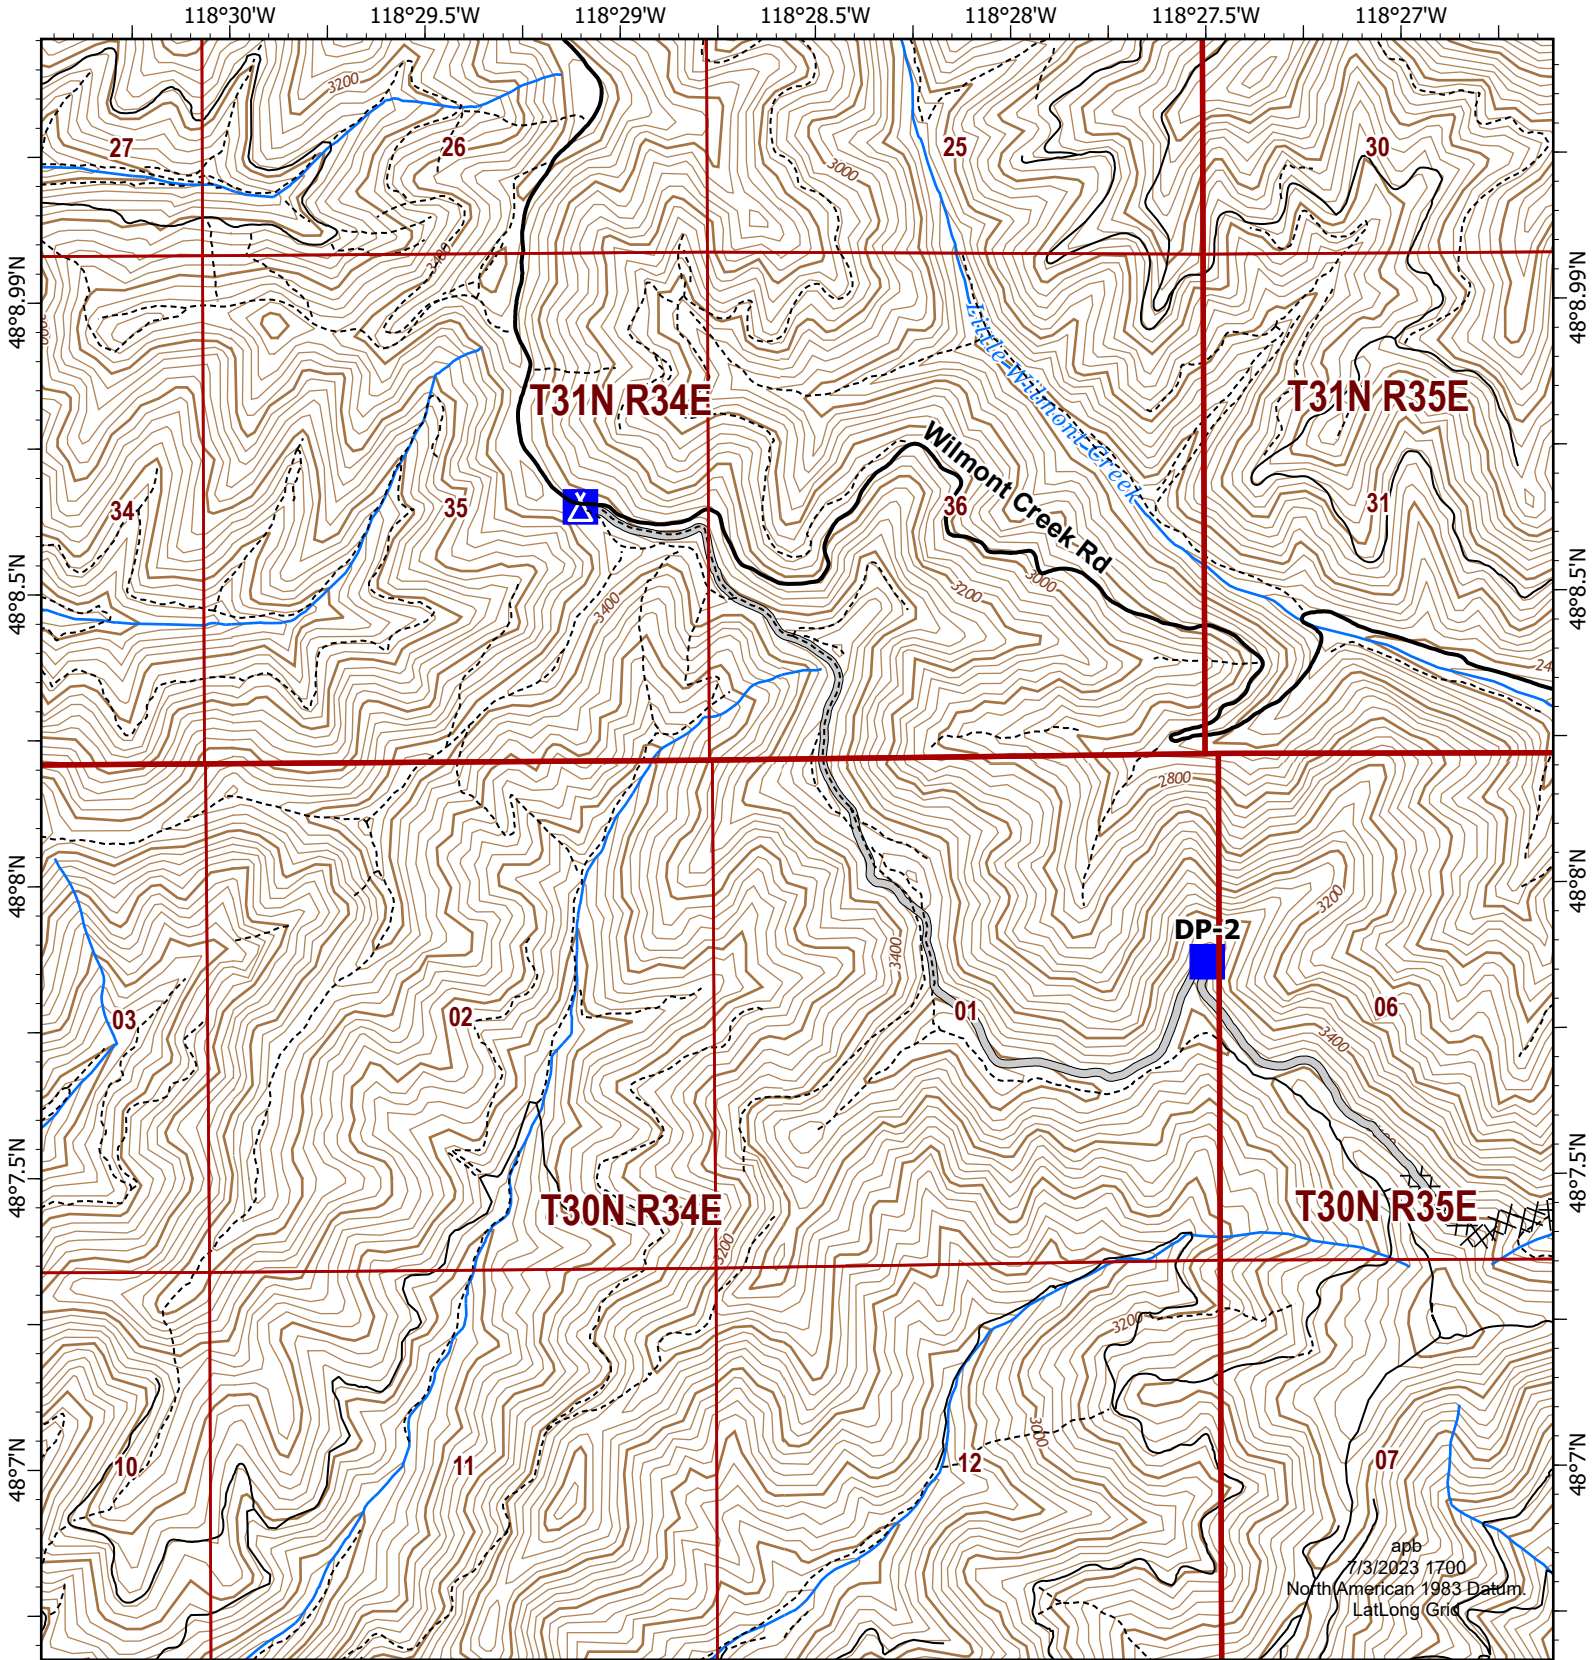 118°30'W 118°29.5'W 118°29'W 118°28.5'W 118°28'W 118°27.5'W 118°27'W
3200
27
26
25
30
3000
3400
48°8.99'N
48°8.99'N
Little Wilmont Creek
T31N R34E
T31N R35E
Wilmont Creek Rd
34
35
36
31
3000
3200
3400
48°8.5'N
48°8.5'N
24
2800
48°8'N
48°8'N
3200
DP-2
3400
03
02
01
06
3400
48°7.5'N
48°7.5'N
T30N R34E
T30N R35E
3200
3200
3000
10
11
12
07
48°7'N
48°7'N
apb
7/3/2023 1700
North American 1983 Datum.
LatLong Grid